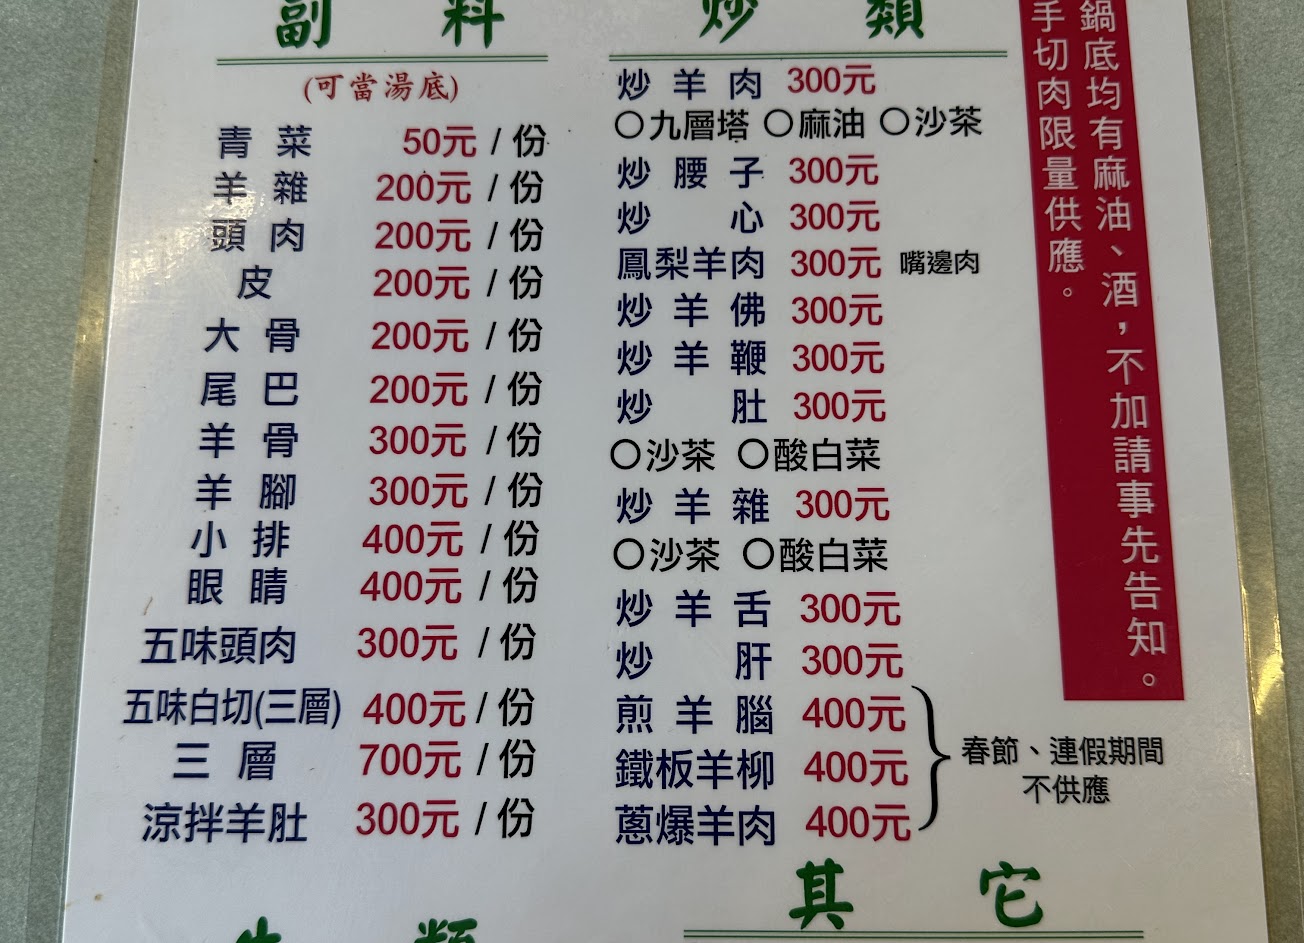 副料
(可當湯底)
青菜 50元 / 份
羊雜 200元 / 份
頭肉 200元 / 份
皮 200元 / 份
大骨 200元 / 份
尾巴 200元 / 份
羊骨 300元 / 份
羊腳 300元 / 份
小排 400元 / 份
眼睛 400元 / 份
五味頭肉 300元 / 份
五味白切(三層) 400元 / 份
三層 700元 / 份
涼拌羊肚 300元 / 份
炒類
炒羊肉 300元
○九層塔 ○麻油 ○沙茶
炒腰子 300元
炒心 300元
鳳梨羊肉 300元 嘴邊肉
炒羊佛 300元
炒羊鞭 300元
炒肚 300元
○沙茶 ○酸白菜
炒羊雜 300元
○沙茶 ○酸白菜
炒羊舌 300元
炒肝 300元
煎羊腦 400元
鐵板羊柳 400元
蔥爆羊肉 400元
春節、連假期間
不供應
其它
鍋底均有麻油、酒，不加請事先告知。
手切肉限量供應。